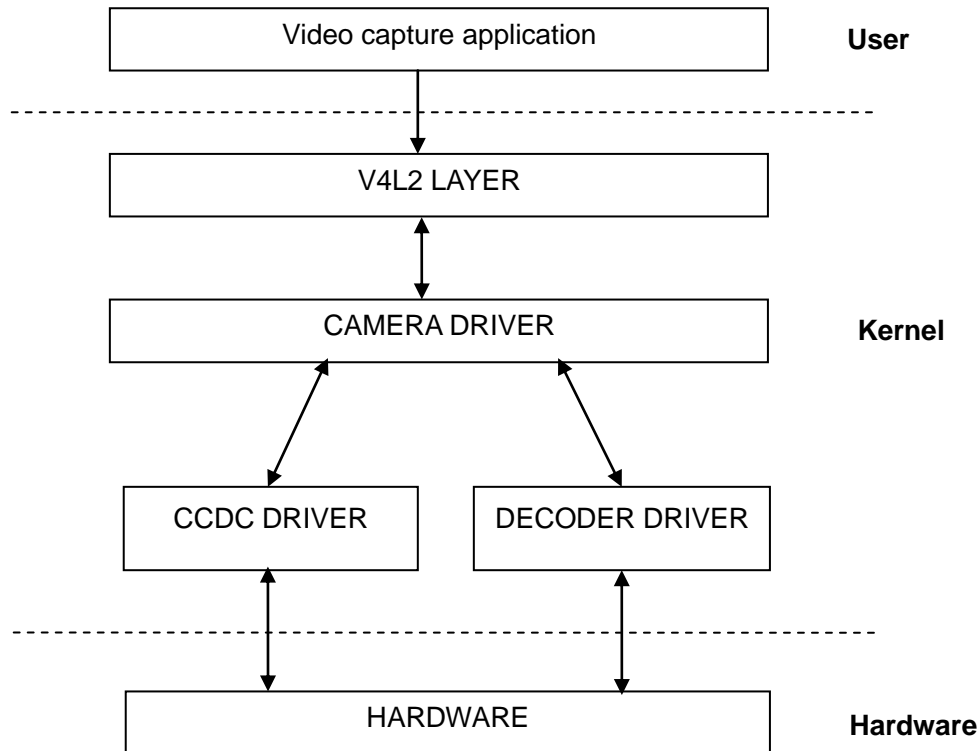 Video capture application
User
V4L2 LAYER
CAMERA DRIVER
Kernel
CCDC DRIVER
DECODER DRIVER
HARDWARE
Hardware